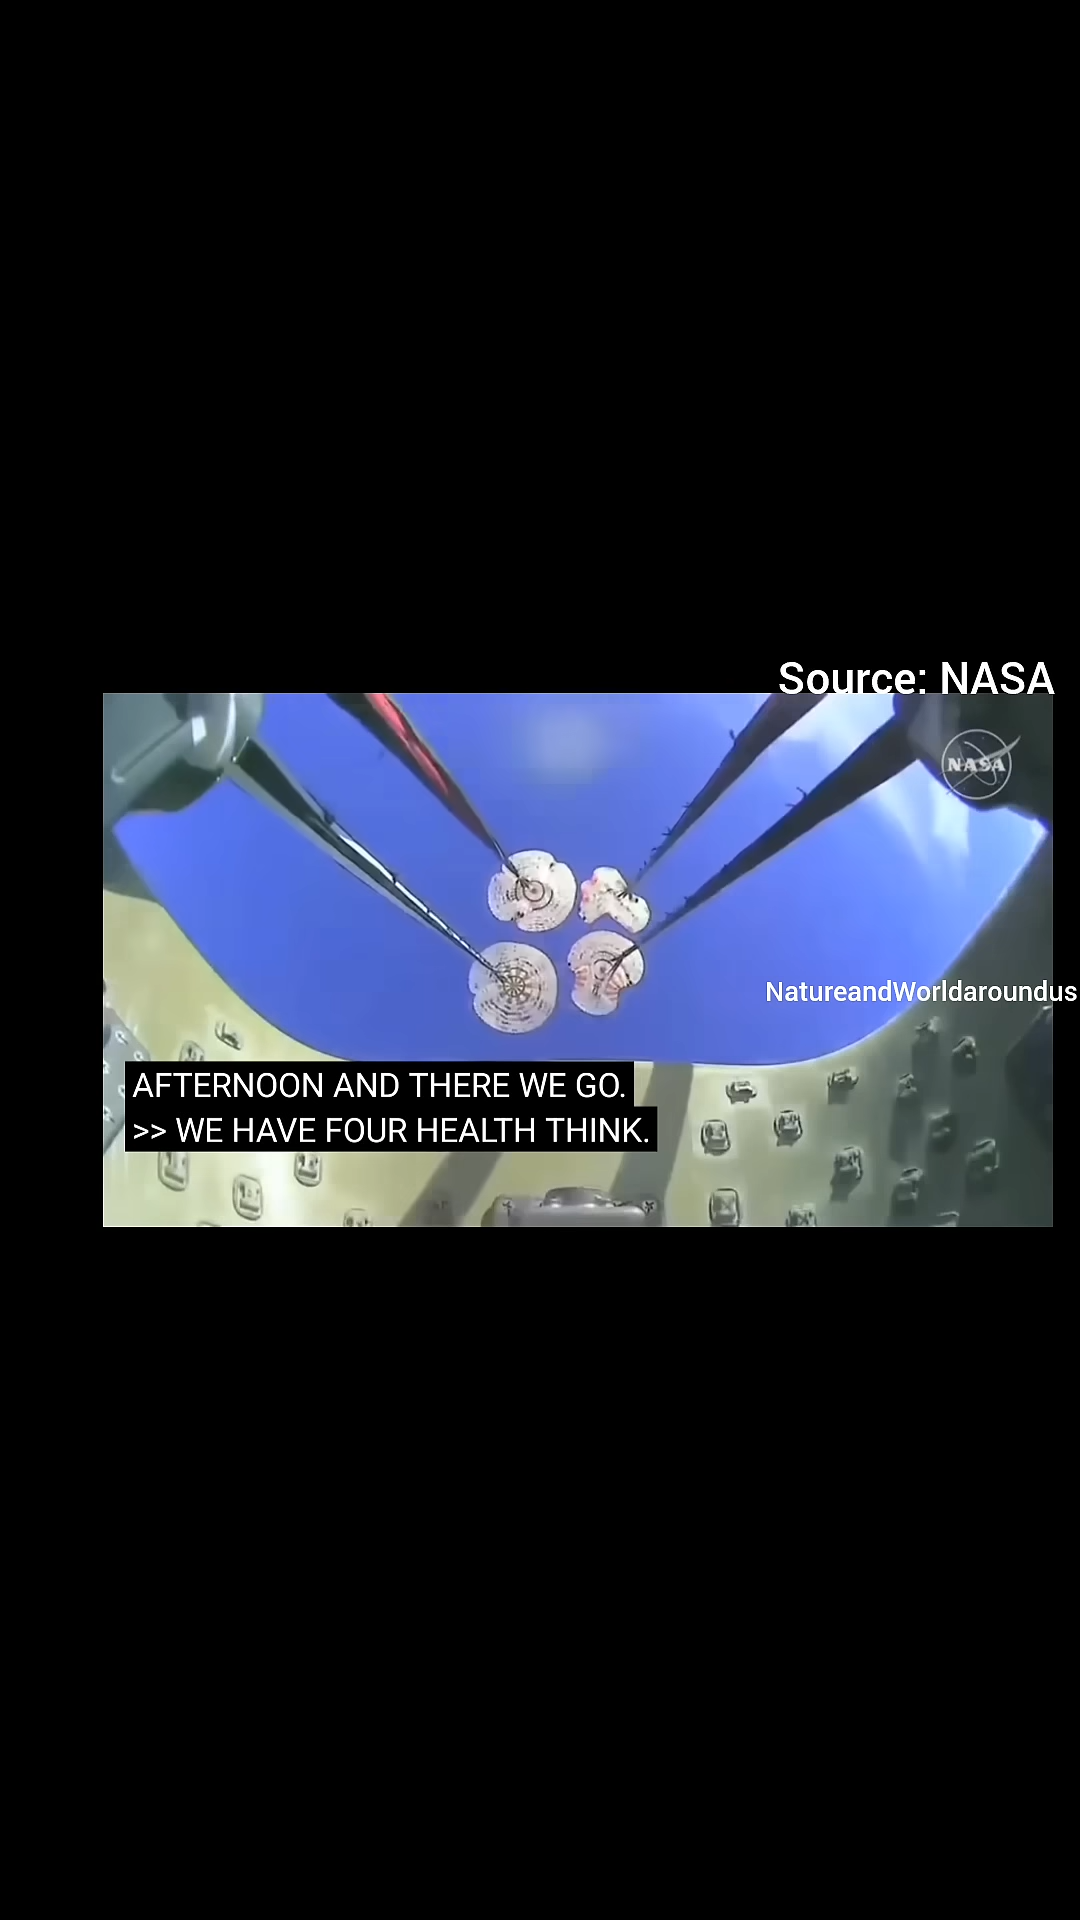 Source: NASA
NASA
NatureandWorldaroundus
AFTERNOON AND THERE WE GO.
>> WE HAVE FOUR HEALTH THINK.